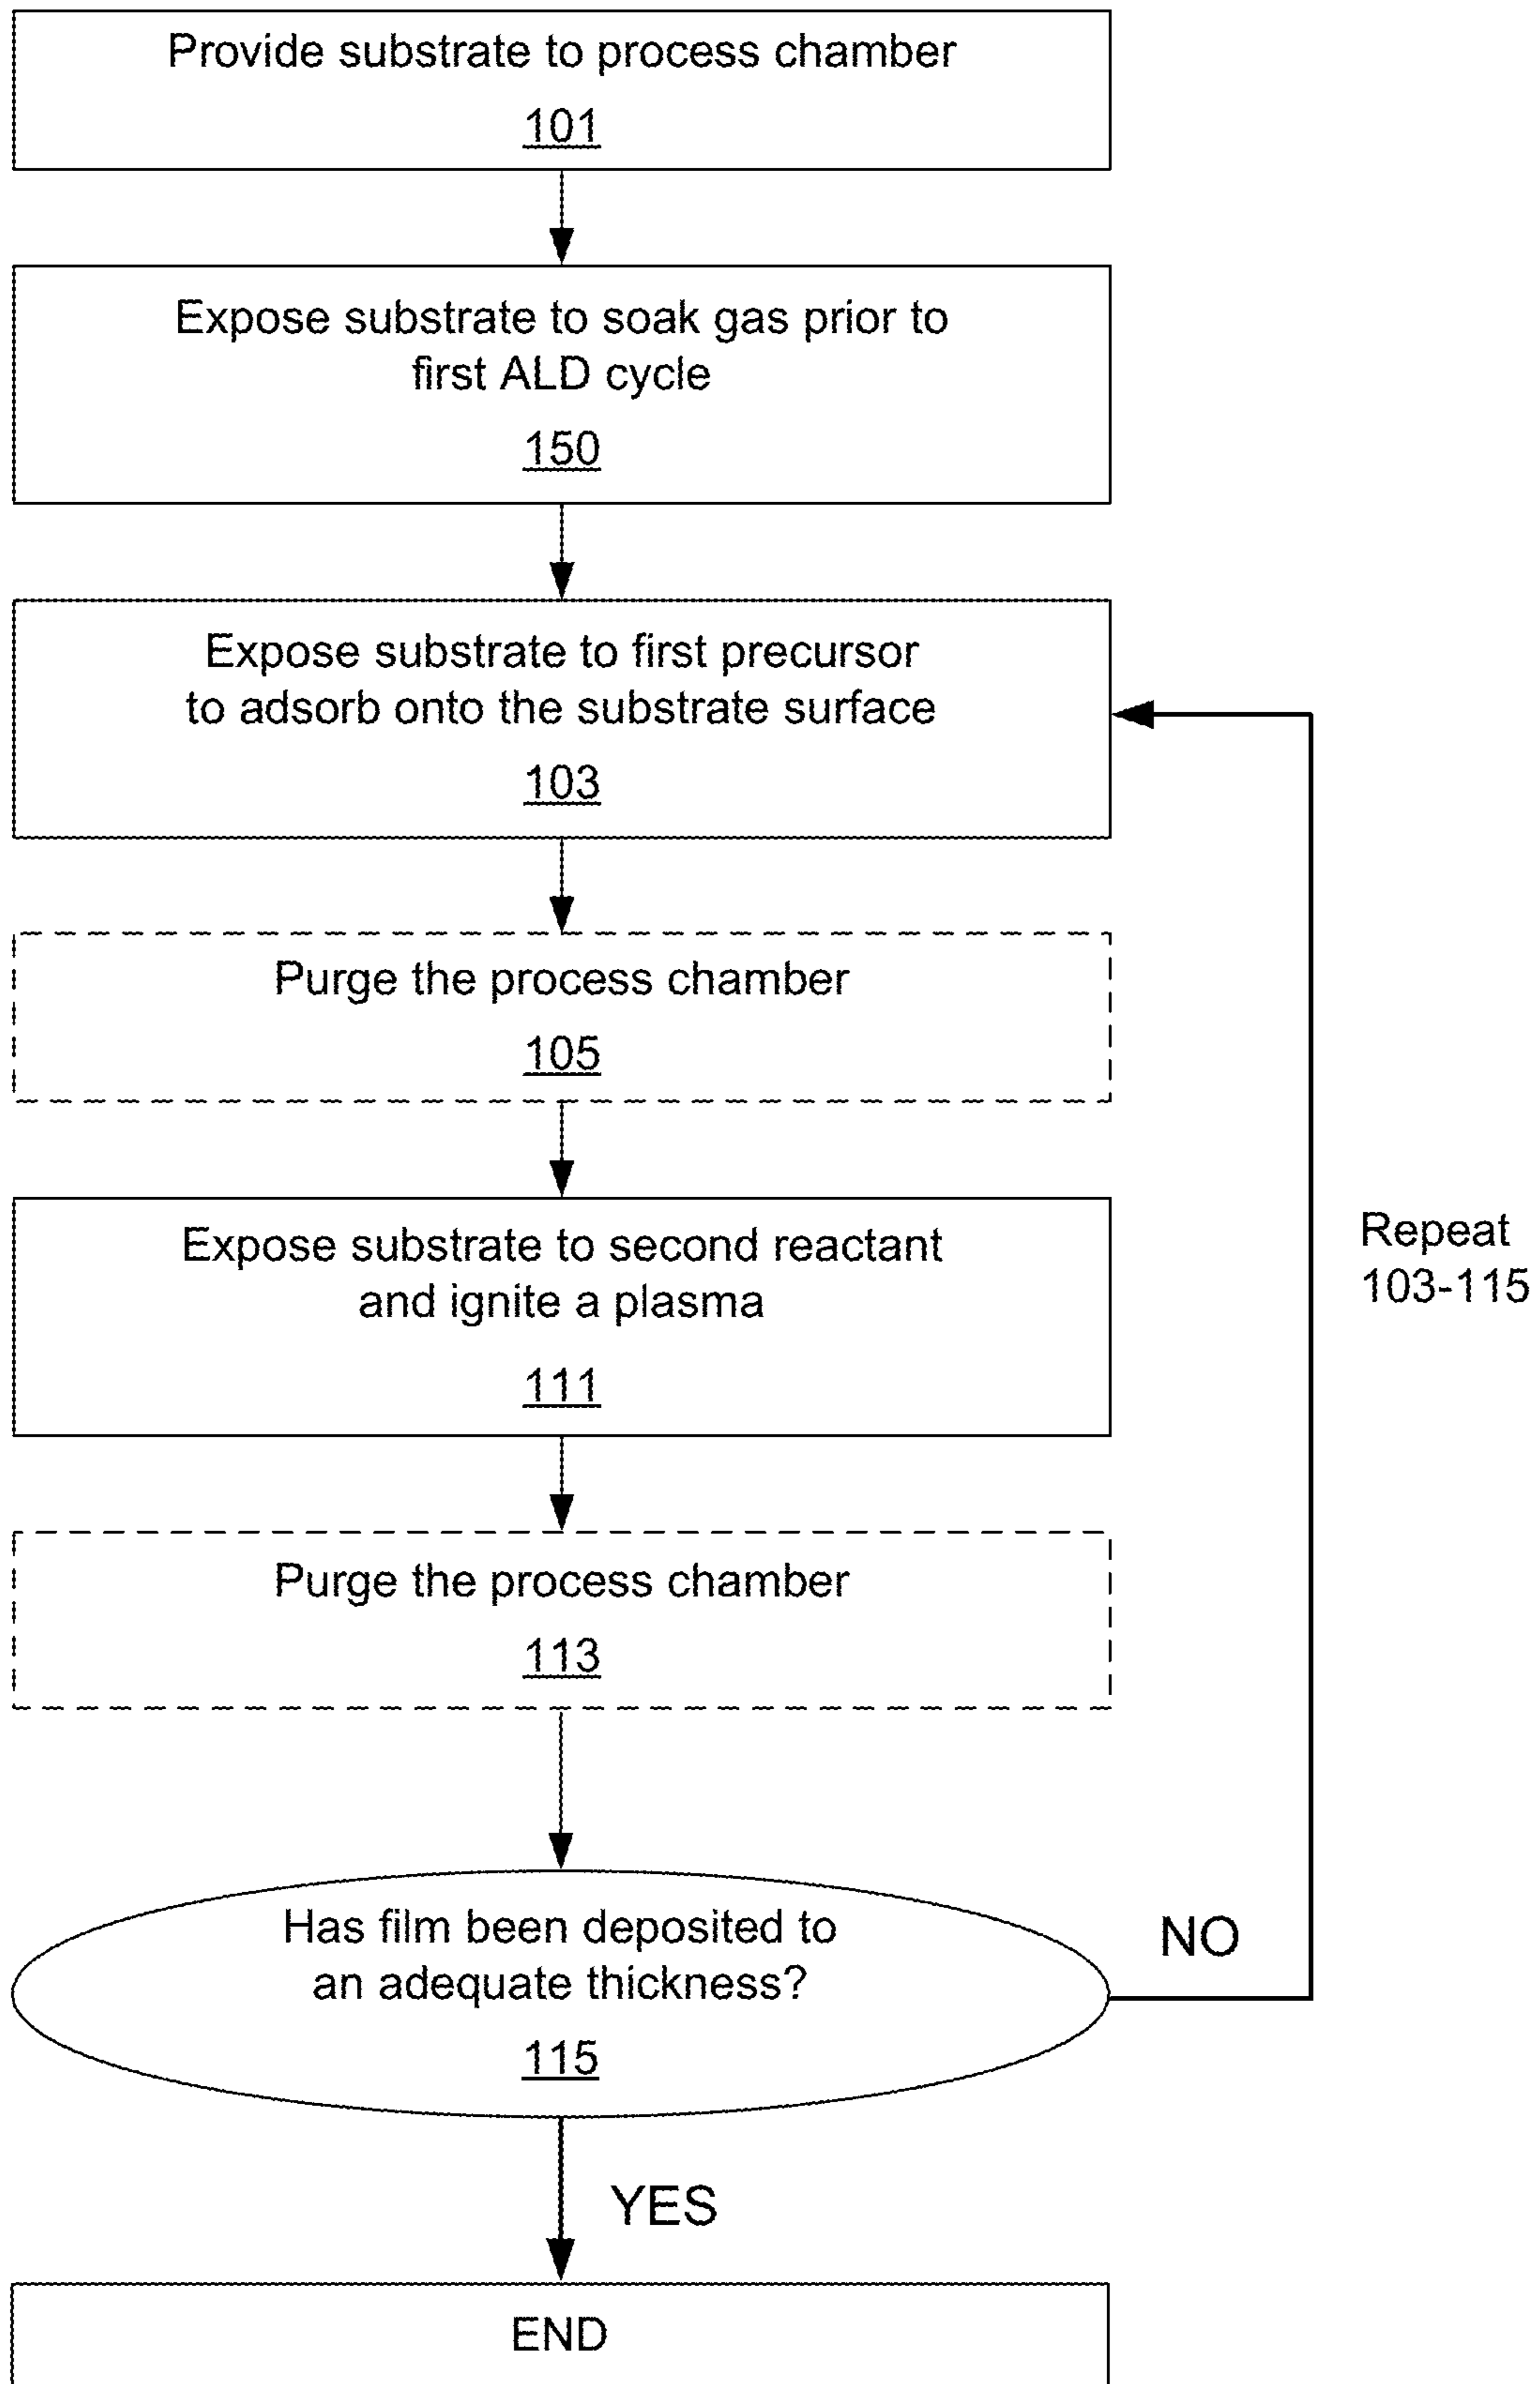 Provide substrate to process chamber
101
Expose substrate to soak gas prior to
first ALD cycle
150
Expose substrate to first precursor
to adsorb onto the substrate surface
103
Purge the process chamber
105
Expose substrate to second reactant
and ignite a plasma
111
Repeat
103-115
Purge the process chamber
113
Has film been deposited to
an adequate thickness?
115
NO
YES
END